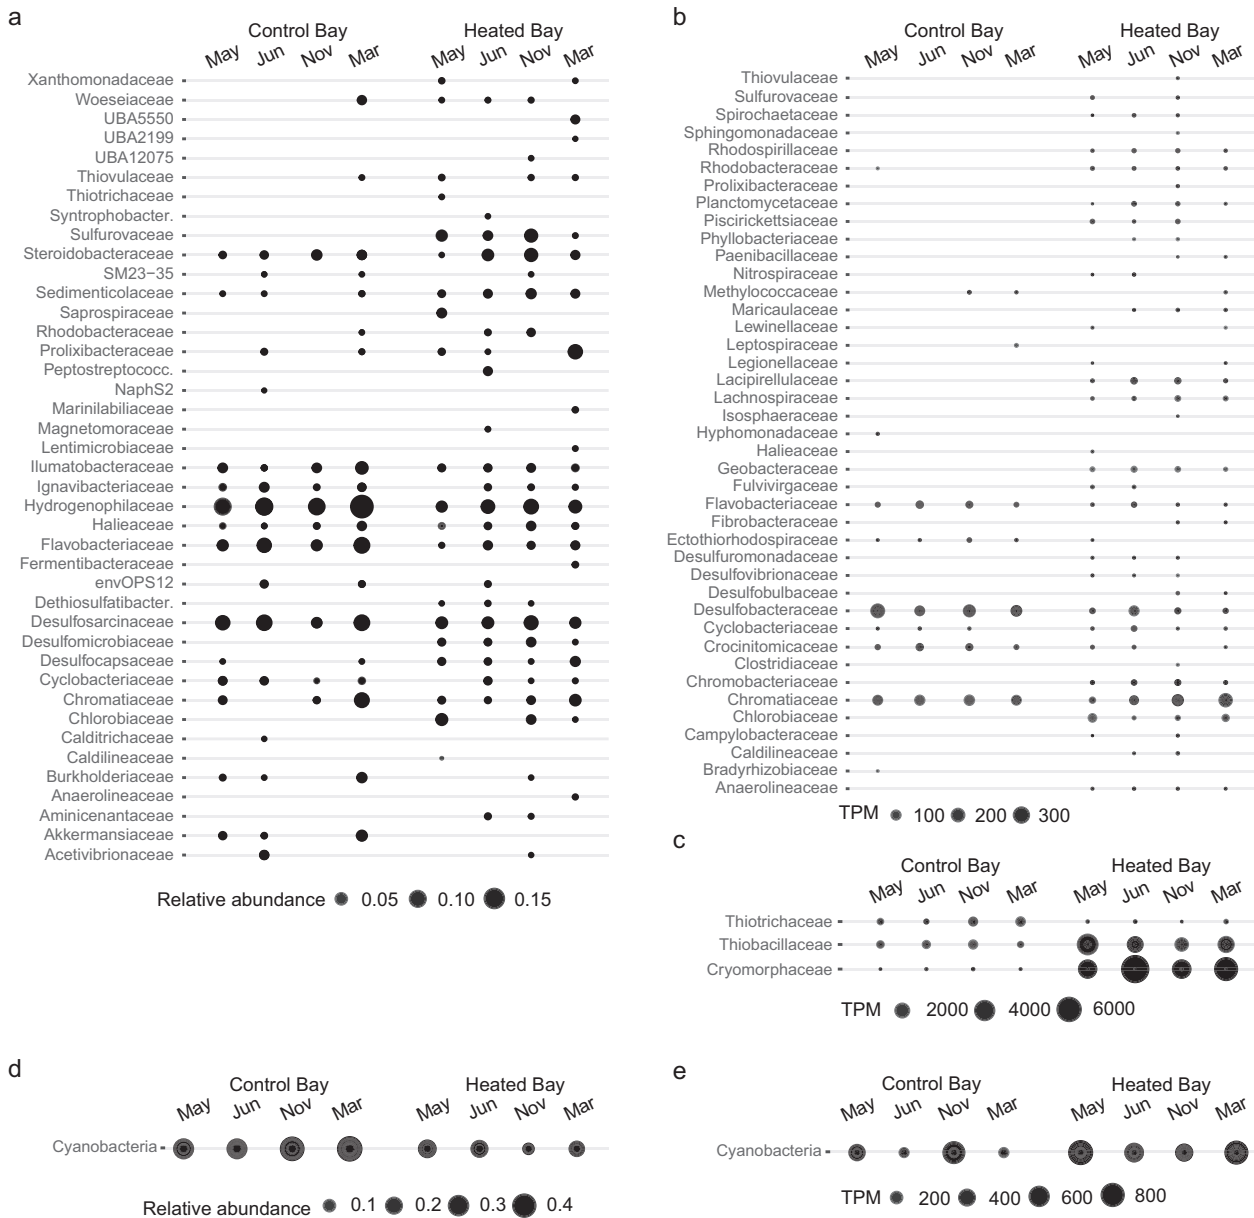 a
Control Bay Heated Bay
May Jun Nov Mar May Jun Nov Mar
Xanthomonadaceae
Woeseiaceae
UBA5550
UBA2199
UBA12075
Thiovulaceae
Thiotrichaceae
Syntrophobacter.
Sulfurovaceae
Steroidobacteraceae
SM23−35
Sedimenticolaceae
Saprospiraceae
Rhodobacteraceae
Prolixibacteraceae
Peptostreptococc.
NaphS2
Marinilabiliaceae
Magnetomoraceae
Lentimicrobiaceae
Ilumatobacteraceae
Ignavibacteriaceae
Hydrogenophilaceae
Halieaceae
Flavobacteriaceae
Fermentibacteraceae
envOPS12
Dethiosulfatibacter.
Desulfosarcinaceae
Desulfomicrobiaceae
Desulfocapsaceae
Cyclobacteriaceae
Chromatiaceae
Chlorobiaceae
Calditrichaceae
Caldilineaceae
Burkholderiaceae
Anaerolineaceae
Aminicenantaceae
Akkermansiaceae
Acetivibrionaceae
Relative abundance 0.05 0.10 0.15
b
Control Bay Heated Bay
May Jun Nov Mar May Jun Nov Mar
Thiovulaceae
Sulfurovaceae
Spirochaetaceae
Sphingomonadaceae
Rhodospirillaceae
Rhodobacteraceae
Prolixibacteraceae
Planctomycetaceae
Piscirickettsiaceae
Phyllobacteriaceae
Paenibacillaceae
Nitrospiraceae
Methylococcaceae
Maricaulaceae
Lewinellaceae
Leptospiraceae
Legionellaceae
Lacipirellulaceae
Lachnospiraceae
Isosphaeraceae
Hyphomonadaceae
Halieaceae
Geobacteraceae
Fulvivirgaceae
Flavobacteriaceae
Fibrobacteraceae
Ectothiorhodospiraceae
Desulfuromonadaceae
Desulfovibrionaceae
Desulfobulbaceae
Desulfobacteraceae
Cyclobacteriaceae
Crocinitomicaceae
Clostridiaceae
Chromobacteriaceae
Chromatiaceae
Chlorobiaceae
Campylobacteraceae
Caldilineaceae
Bradyrhizobiaceae
Anaerolineaceae
TPM 100 200 300
c
Control Bay Heated Bay
May Jun Nov Mar May Jun Nov Mar
Thiotrichaceae
Thiobacillaceae
Cryomorphaceae
TPM 2000 4000 6000
d
Control Bay Heated Bay
May Jun Nov Mar May Jun Nov Mar
Cyanobacteria
Relative abundance 0.1 0.2 0.3 0.4
e
Control Bay Heated Bay
May Jun Nov Mar May Jun Nov Mar
Cyanobacteria
TPM 200 400 600 800